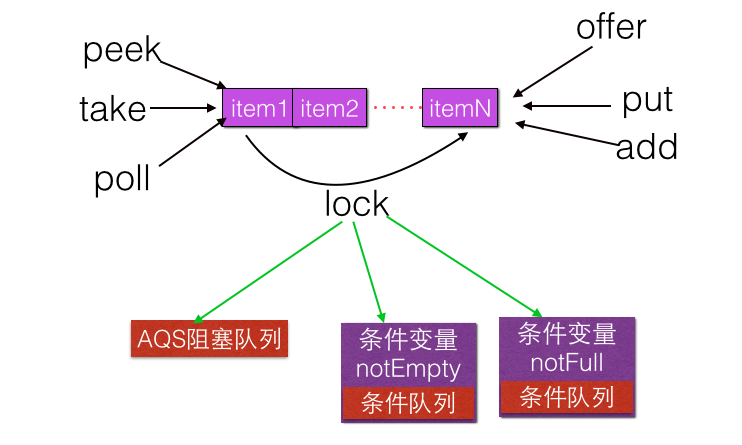 offer
peek
take
item1
item2
itemN
put
poll
add
lock
AQS阻塞队列
条件变量
notEmpty
条件队列
条件变量
notFull
条件队列